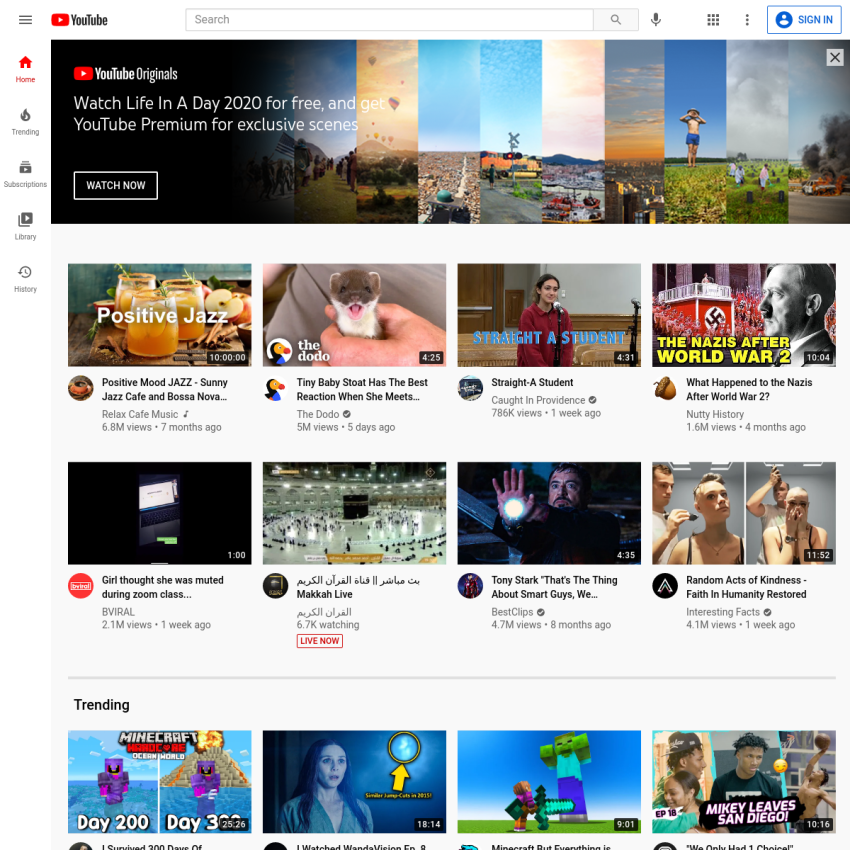 YouTube
Search
SIGN IN
Home
Trending
Subscriptions
Library
History
YouTube Originals
Watch Life In A Day 2020 for free, and get
YouTube Premium for exclusive scenes
WATCH NOW
Positive Jazz
10:00:00
the
dodo
4:25
STRAIGHT A STUDENT
4:31
THE NAZIS AFTER
WORLD WAR 2
10:04
Positive Mood JAZZ - Sunny
Jazz Cafe and Bossa Nova...
Relax Cafe Music
6.8M views • 7 months ago
Tiny Baby Stoat Has The Best
Reaction When She Meets...
The Dodo
5M views • 5 days ago
Straight-A Student
Caught In Providence
786K views • 1 week ago
What Happened to the Nazis
After World War 2?
Nutty History
1.6M views • 4 months ago
1:00
4:35
11:52
bviral
Girl thought she was muted
during zoom class...
BVIRAL
2.1M views • 1 week ago
بث مباشر || قناة القرآن الكريم
Makkah Live
القران الكريم
6.7K watching
LIVE NOW
Tony Stark "That's The Thing
About Smart Guys, We...
BestClips
4.7M views • 8 months ago
Random Acts of Kindness -
Faith In Humanity Restored
Interesting Facts
4.1M views • 1 week ago
Trending
MINECRAFT
HARDCORE
OCEAN WORLD
Day 200
Day 300
25:26
Similar Jump-Cuts in 2015!
18:14
9:01
EP 18
MIKEY LEAVES
SAN DIEGO!
10:16
I Survived 300 Days Of
I Watched WandaVision Ep. 8
Minecraft But Everything is
"We Only Had 1 Choice!"